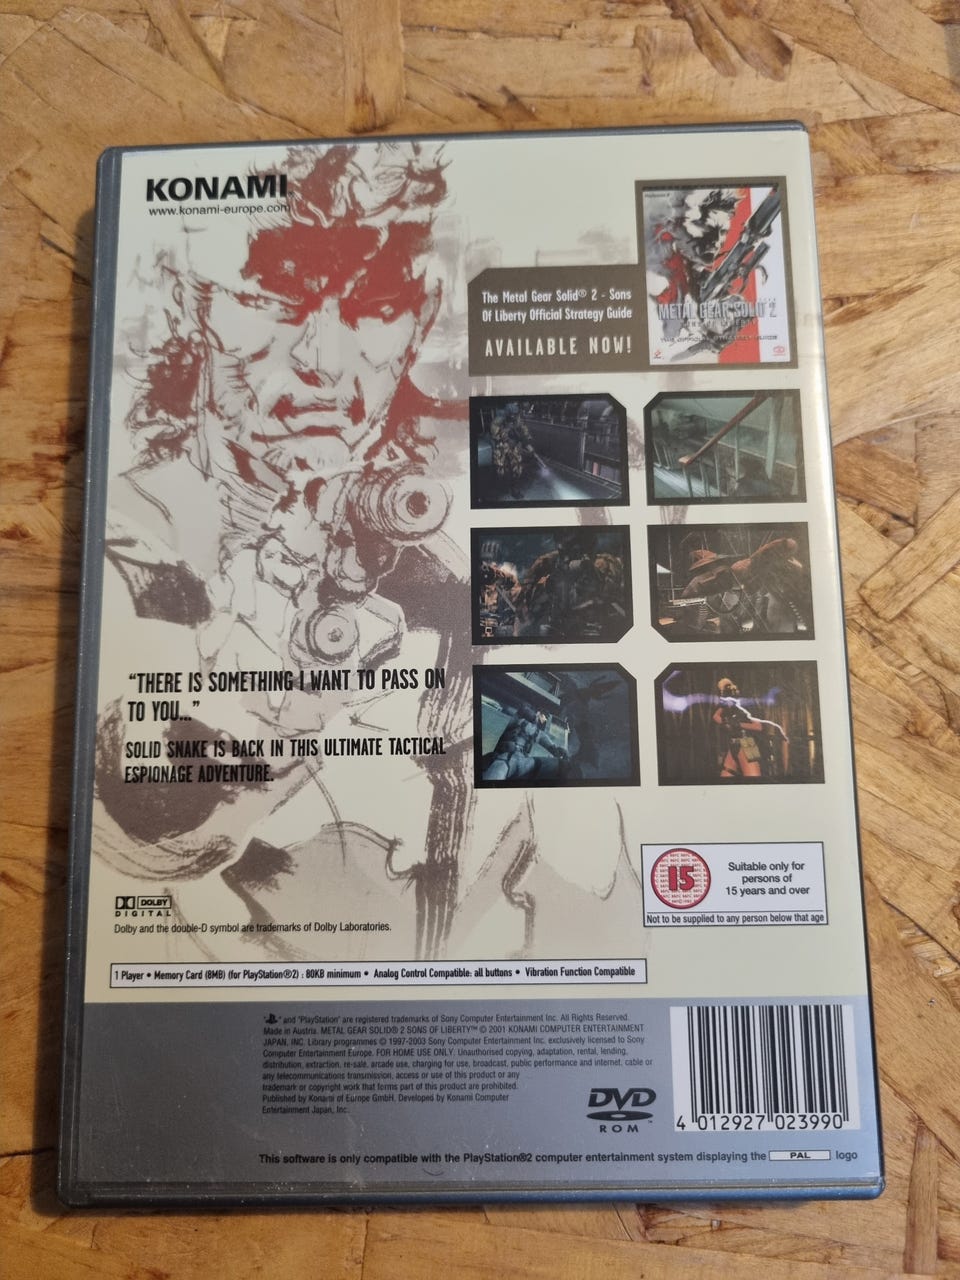 KONAMI
www.konami-europe.com
The Metal Gear Solid® 2 - Sons
Of Liberty Official Strategy Guide
AVAILABLE NOW!
METAL GEAR SOLID 2
THE OFFICIAL STRATEGY GUIDE
"THERE IS SOMETHING I WANT TO PASS ON
TO YOU..."
SOLID SNAKE IS BACK IN THIS ULTIMATE TACTICAL
ESPIONAGE ADVENTURE.
15
Suitable only for
persons of
15 years and over
Not to be supplied to any person below that age
DOLBY
DIGITAL
Dolby and the double-D symbol are trademarks of Dolby Laboratories.
1 Player • Memory Card (8MB) (for PlayStation®2) : 80KB minimum • Analog Control Compatible: all buttons • Vibration Function Compatible
" " and "PlayStation" are registered trademarks of Sony Computer Entertainment Inc. All Rights Reserved.
Made in Austria. METAL GEAR SOLID® 2 SONS OF LIBERTY™ © 2001 KONAMI COMPUTER ENTERTAINMENT
JAPAN, INC. Library programmes © 1997-2003 Sony Computer Entertainment Inc. exclusively licensed to Sony
Computer Entertainment Europe. FOR HOME USE ONLY: Unauthorised copying, adaptation, rental, lending,
distribution, extraction, re-sale, arcade use, charging for use, broadcast, public performance and internet, cable or
any telecommunications transmission, access or use of this product or any
trademark or copyright work that forms part of this product are prohibited.
Published by Konami of Europe GmbH. Developed by Konami Computer
Entertainment Japan, Inc.
DVD
ROM
4 012927 023990
This software is only compatible with the PlayStation®2 computer entertainment system displaying the PAL logo